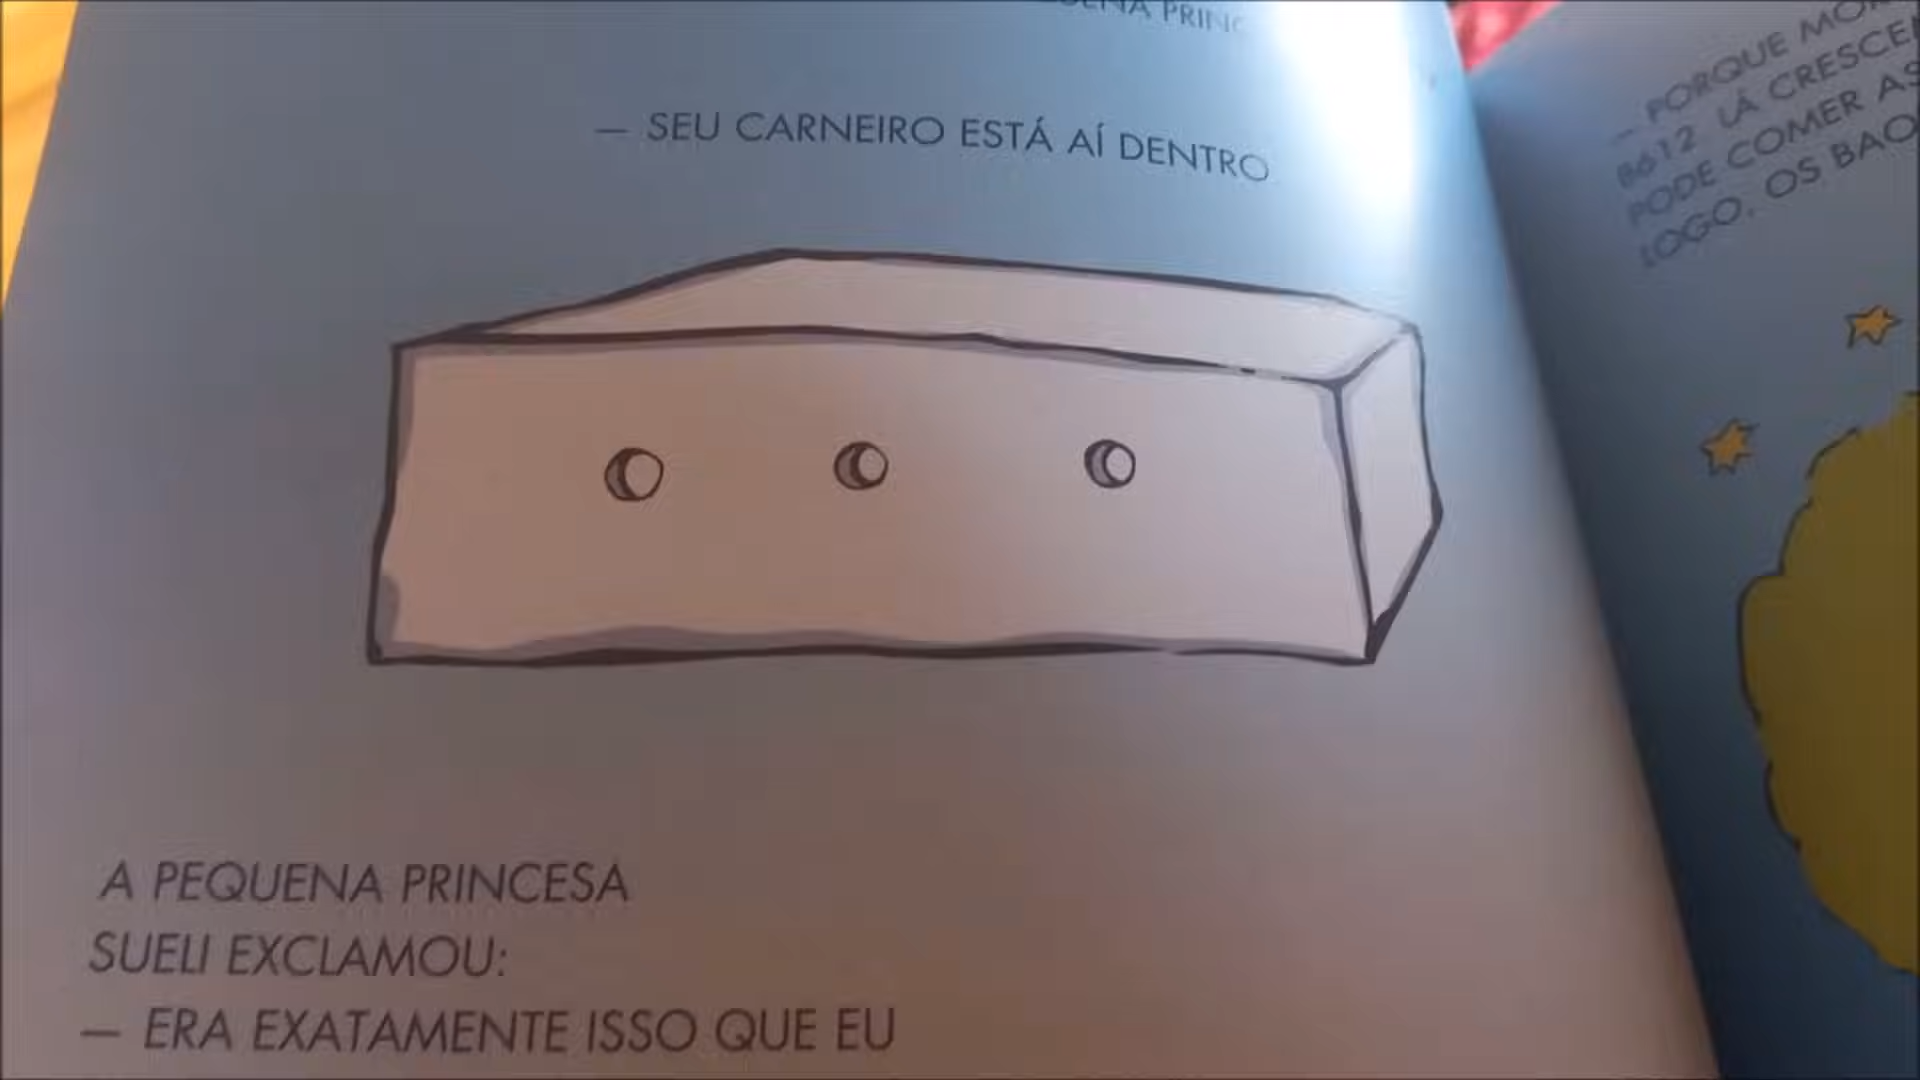 — SEU CARNEIRO ESTÁ AÍ DENTRO
A PEQUENA PRINCESA
SUELI EXCLAMOU:
— ERA EXATAMENTE ISSO QUE EU
— PORQUE
B612. LÁ
PODE COMER
LOGO, OS